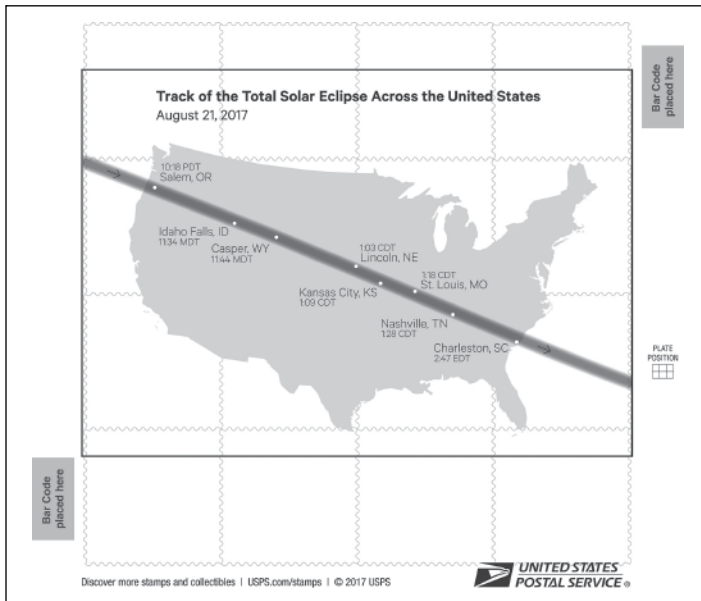 Bar Code
placed here
Track of the Total Solar Eclipse Across the United States
August 21, 2017
10:18 PDT
Salem, OR
Idaho Falls, ID
11:34 MDT
Casper, WY
11:44 MDT
1:03 CDT
Lincoln, NE
Kansas City, KS
1:09 CDT
1:18 CDT
St. Louis, MO
Nashville, TN
1:28 CDT
Charleston, SC
2:47 EDT
PLATE
POSITION
Bar Code
placed here
Discover more stamps and collectibles | USPS.com/stamps | © 2017 USPS
UNITED STATES
POSTAL SERVICE®